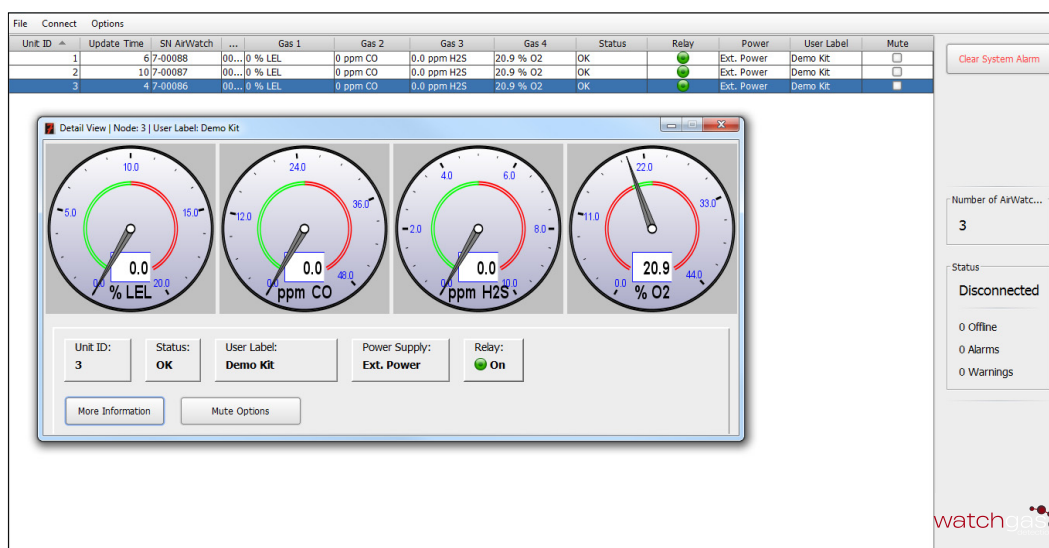 File Connect Options
Unit ID Update Time SN AirWatch ... Gas 1 Gas 2 Gas 3 Gas 4 Status Relay Power User Label Mute
1 6 7-00088 00... 0 % LEL 0 ppm CO 0.0 ppm H2S 20.9 % O2 OK Ext. Power Demo Kit
2 10 7-00087 00... 0 % LEL 0 ppm CO 0.0 ppm H2S 20.9 % O2 OK Ext. Power Demo Kit
3 4 7-00086 00... 0 % LEL 0 ppm CO 0.0 ppm H2S 20.9 % O2 OK Ext. Power Demo Kit
Clear System Alarm
Number of AirWatc...
3
Status
Disconnected
0 Offline
0 Alarms
0 Warnings
Detail View | Node: 3 | User Label: Demo Kit
0.0 5.0 10.0 15.0 20.0
0.0
% LEL
0.0 12.0 24.0 36.0 48.0
0.0
ppm CO
0.0 2.0 4.0 6.0 8.0 10.0
0.0
ppm H2S
0.0 11.0 22.0 33.0 44.0
20.9
% O2
Unit ID: Status: User Label: Power Supply: Relay:
3 OK Demo Kit Ext. Power On
More Information Mute Options
watchgas